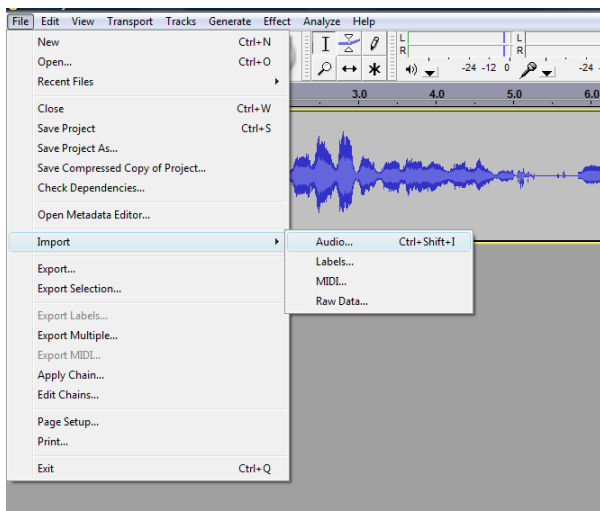 File Edit View Transport Tracks Generate Effect Analyze Help
New Ctrl+N
Open... Ctrl+O
Recent Files
Close Ctrl+W
Save Project Ctrl+S
Save Project As...
Save Compressed Copy of Project...
Check Dependencies...
Open Metadata Editor...
Import
Export...
Export Selection...
Export Labels...
Export Multiple...
Export MIDI...
Apply Chain...
Edit Chains...
Page Setup...
Print...
Exit Ctrl+Q
Audio... Ctrl+Shift+I
Labels...
MIDI...
Raw Data...
L L
R R
-24 -12 0 -24
3.0 4.0 5.0 6.0